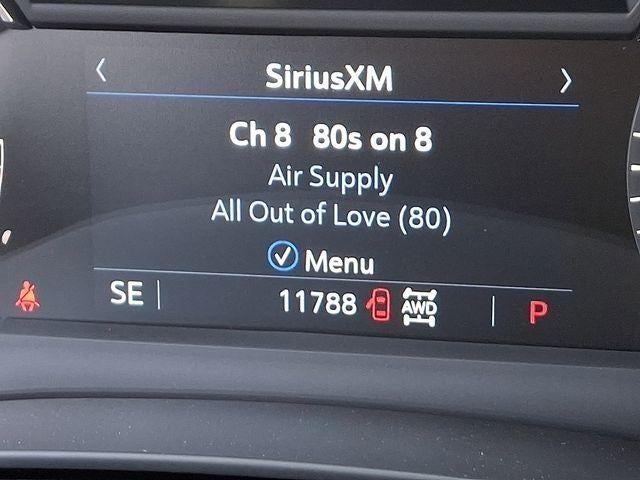 SiriusXM
Ch 8 80s on 8
Air Supply
All Out of Love (80)
Menu
SE 11788 AWD P